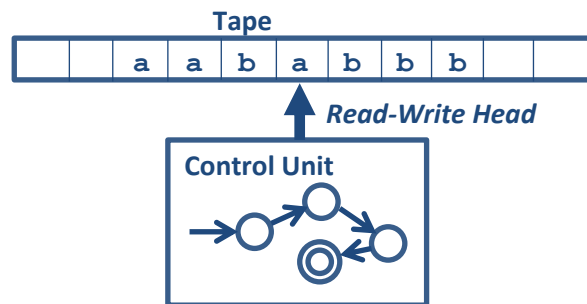 Tape
a a b a b b b
Read-Write Head
Control Unit